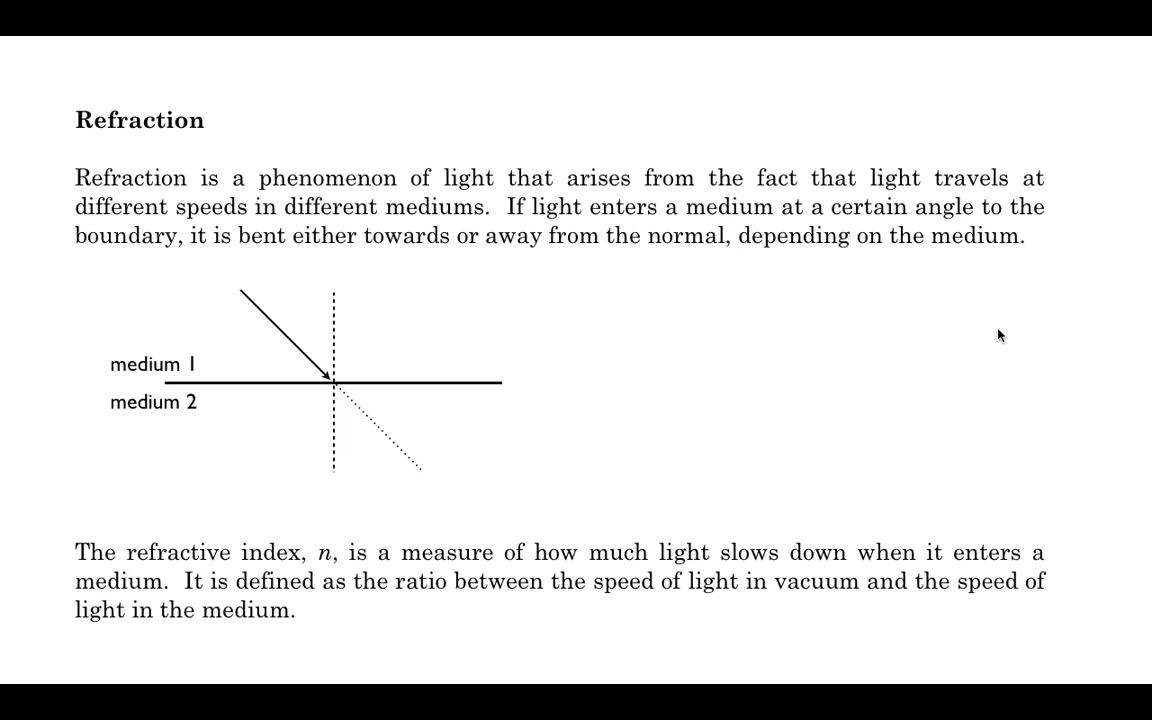 Refraction
Refraction is a phenomenon of light that arises from the fact that light travels at
different speeds in different mediums. If light enters a medium at a certain angle to the
boundary, it is bent either towards or away from the normal, depending on the medium.
medium 1
medium 2
The refractive index, n, is a measure of how much light slows down when it enters a
medium. It is defined as the ratio between the speed of light in vacuum and the speed of
light in the medium.